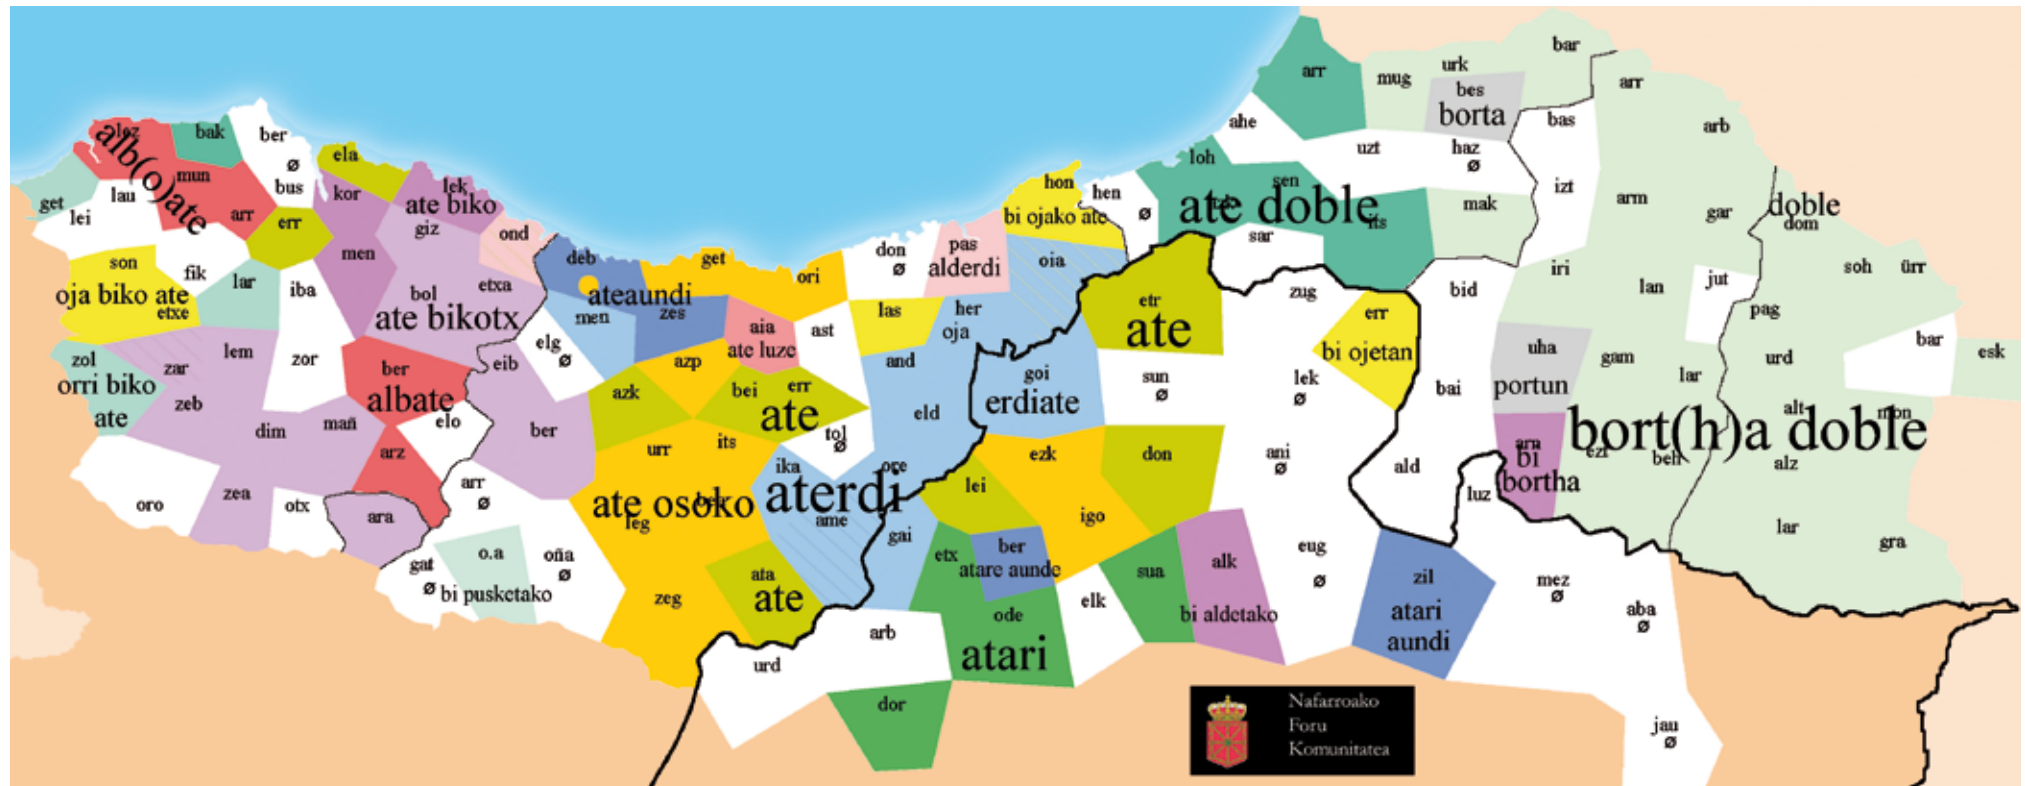 alb(o)ate
bak
ber
ø
mun
bus
lau
arr
get
lei
err
ela
kor
lek
ate biko
giz
ond
men
son
fik
oja biko ate
etxe
lar
iba
bol
etxa
ate bikotx
zol
orri biko
ate
zar
lem
zor
zeb
ber
albate
dim
mañ
elo
arz
oro
zea
otx
ara
deb
ateaundi
men
zes
get
ori
elg
ø
eib
ber
aia
ate luze
ast
azp
azk
bei
err
ate
tol
ø
urr
its
ate osoko
leg
arr
ø
gat
ø
o.a
bi pusketako
oña
ø
zeg
ata
ate
ika
aterdi
ore
ame
gai
don
ø
pas
alderdi
las
her
oja
and
eld
hon
bi ojako ate
oia
hen
ø
goi
erdiate
etr
ate
sun
ø
ezk
don
lei
igo
etx
ber
atare aunde
ode
atari
elk
sua
alk
bi aldetako
arb
urd
dor
arr
ahe
loh
sen
ate doble
its
sar
uzt
mug
urk
bar
bes
borta
haz
ø
mak
bas
izt
zug
err
bi ojetan
lek
ø
ani
ø
eug
ø
bid
bai
ald
luz
zil
atari
aundi
mez
ø
aba
ø
jau
ø
arr
arb
arm
gar
iri
lan
jut
uha
portun
gam
lar
arn
bi
bortha
bort(h)a doble
ezt
beh
doble
dom
soh
ürr
pag
urd
bar
esk
alt
mon
alz
lar
gra
Nafarroako
Foru
Komunitatea